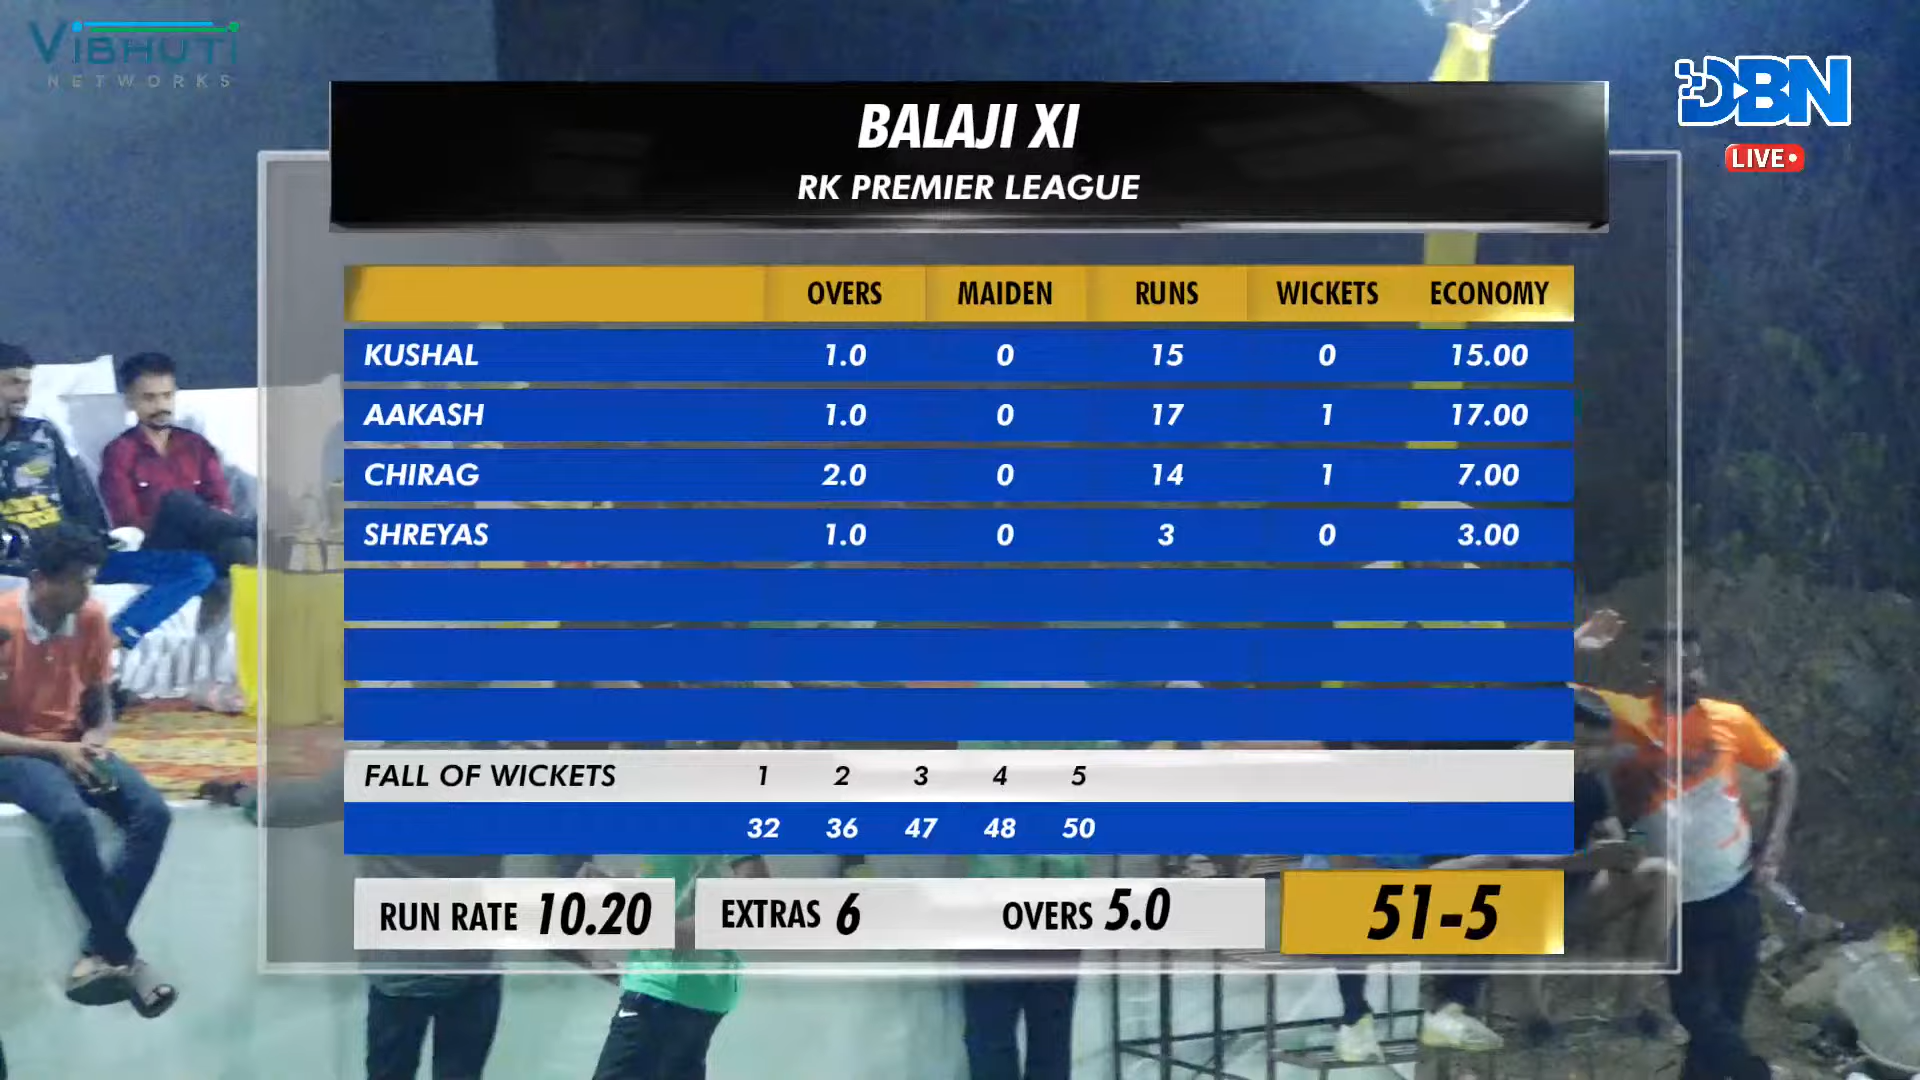 VIBHUTI
NETWORKS
DBN
LIVE
BALAJI XI
RK PREMIER LEAGUE
OVERS MAIDEN RUNS WICKETS ECONOMY
KUSHAL 1.0 0 15 0 15.00
AAKASH 1.0 0 17 1 17.00
CHIRAG 2.0 0 14 1 7.00
SHREYAS 1.0 0 3 0 3.00
FALL OF WICKETS 1 2 3 4 5
32 36 47 48 50
RUN RATE 10.20 EXTRAS 6 OVERS 5.0 51-5